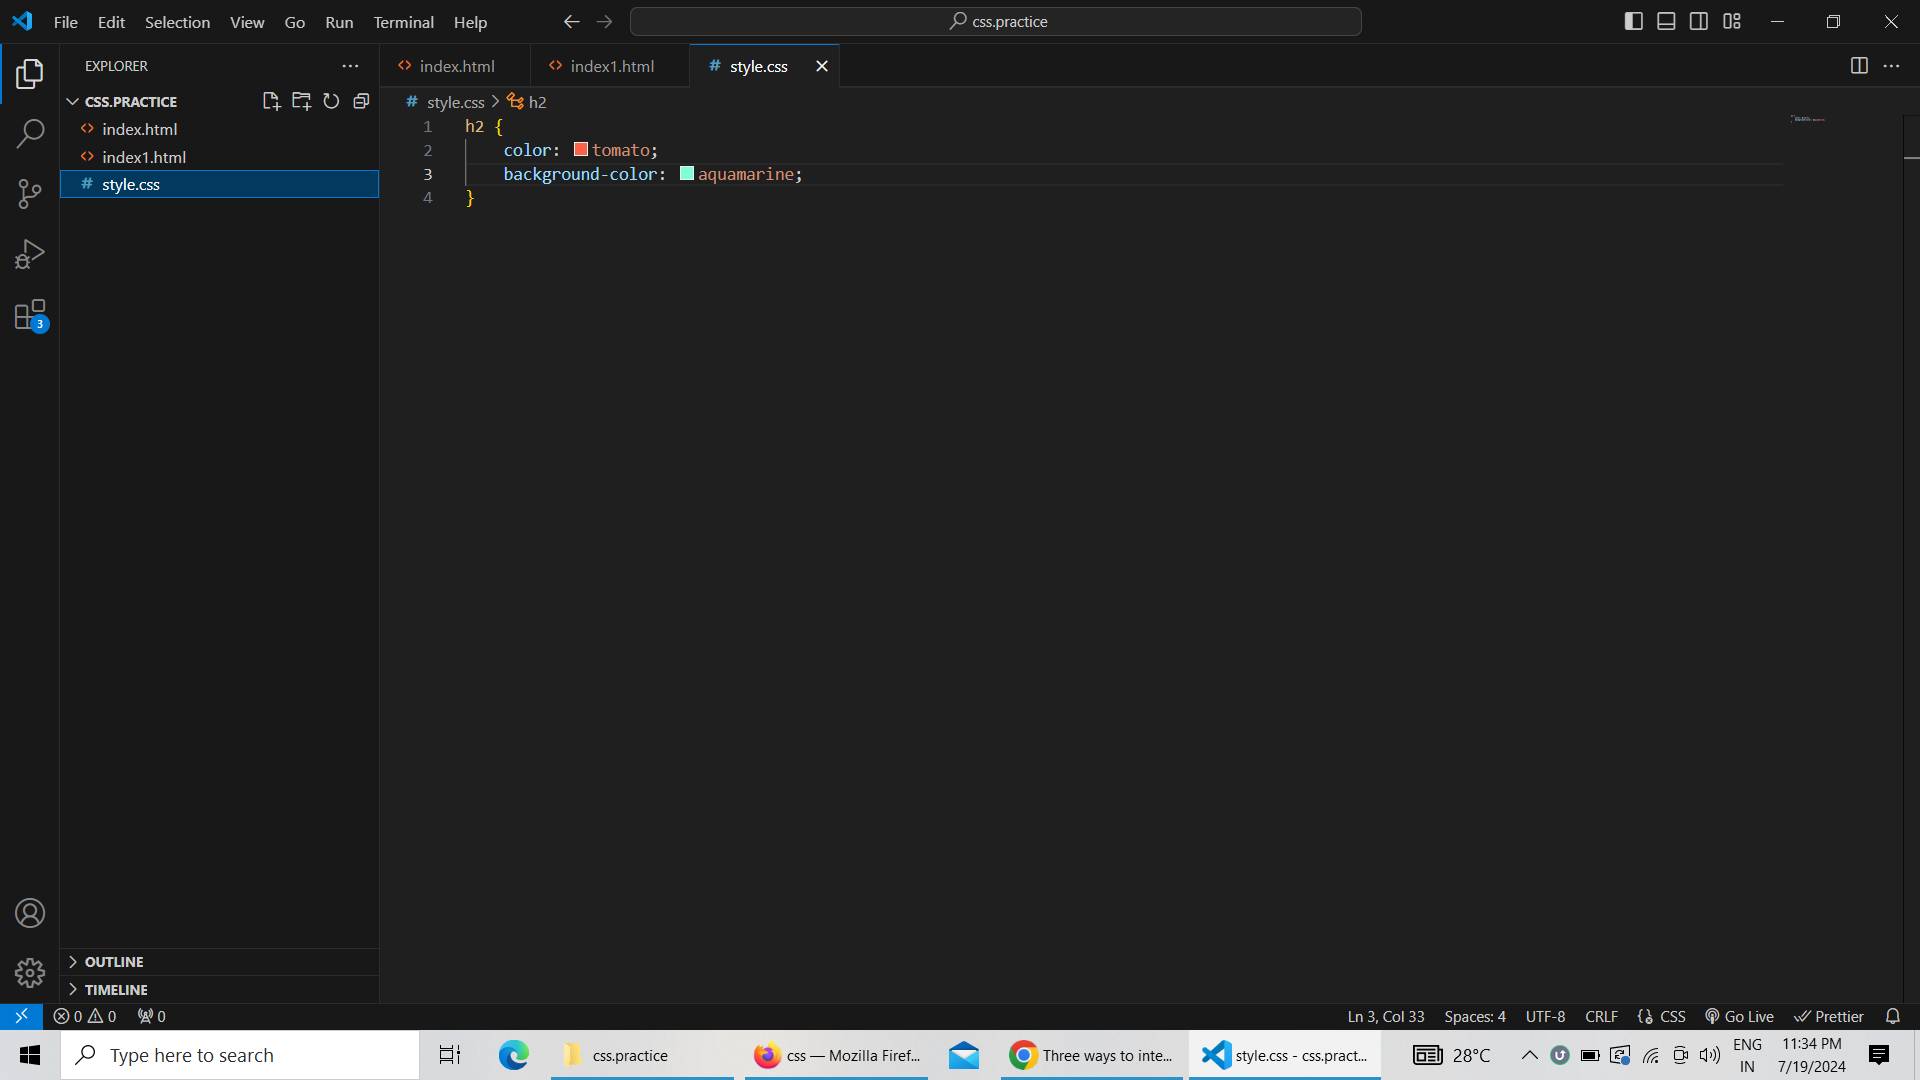 File Edit Selection View Go Run Terminal Help
css.practice
EXPLORER
CSS.PRACTICE
index.html
index1.html
style.css
OUTLINE
TIMELINE
3
index.html
index1.html
style.css
style.css > h2
1 h2 {
2 color: tomato;
3 background-color: aquamarine;
4 }
0 0 0
Ln 3, Col 33 Spaces: 4 UTF-8 CRLF CSS Go Live Prettier
Type here to search
css.practice
css — Mozilla Firef...
Three ways to inte...
style.css - css.pract...
28°C
ENG
IN
11:34 PM
7/19/2024